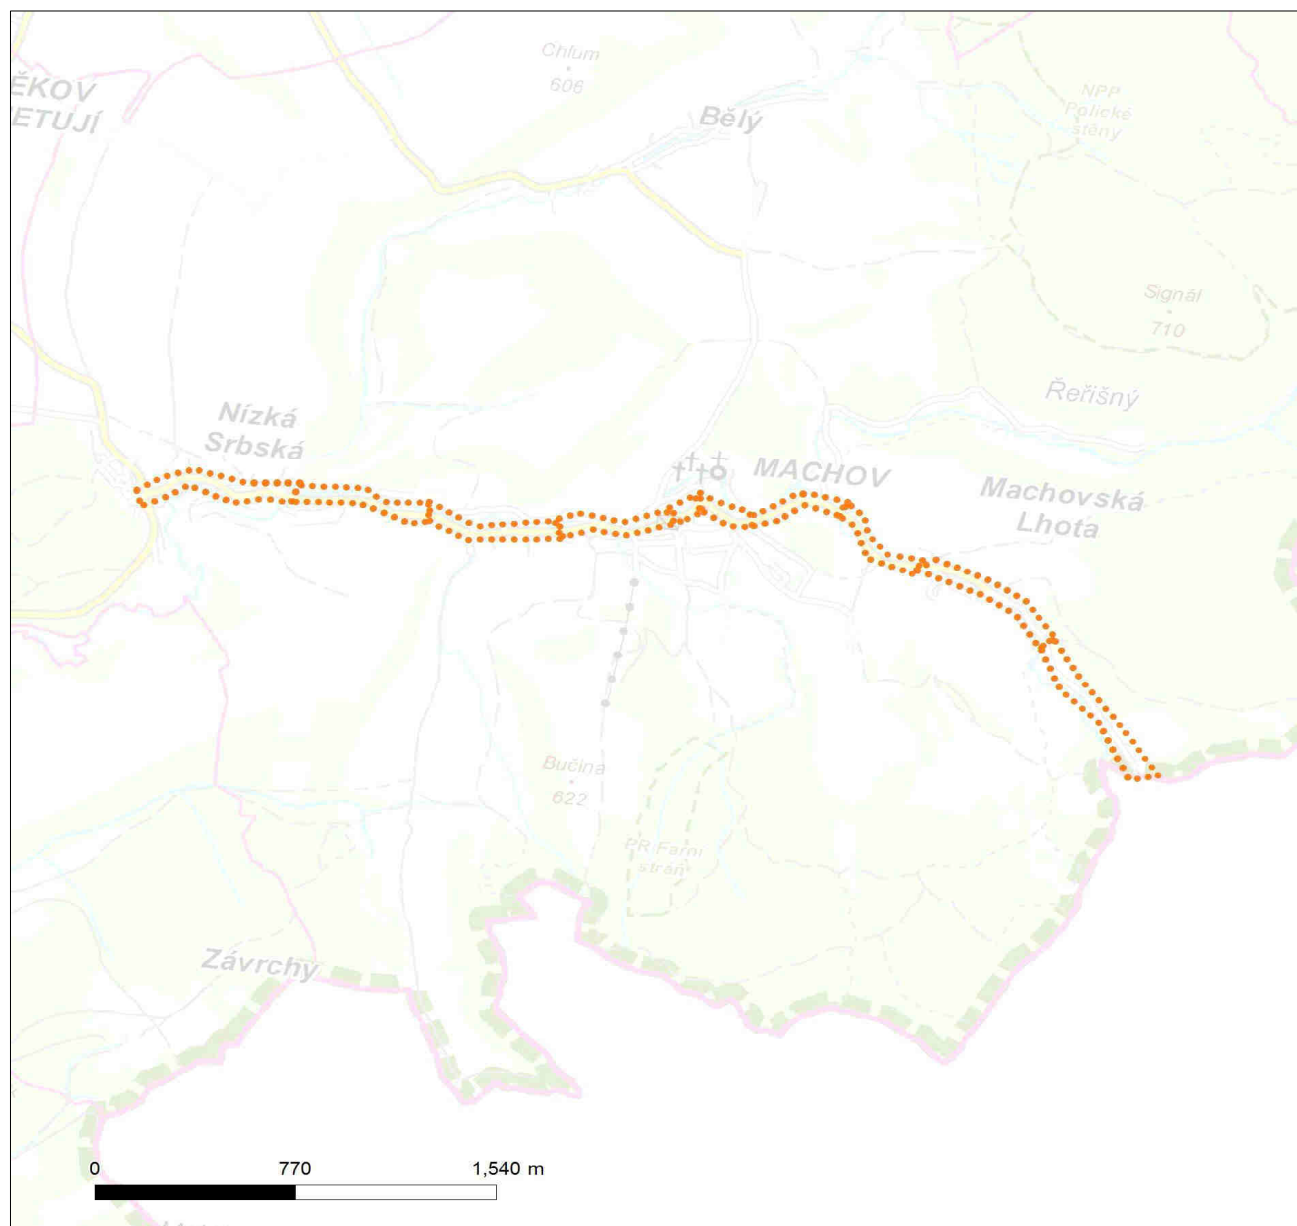 Chlum
606
ĚKOV
ETUJÍ
Bělý
NPP
Polické
stěny
Signál
710
Řeřišný
Nízká
Srbská
MACHOV
Machovská
Lhota
Bučina
622
PR Farní
stráň
Závrchy
0 770 1,540 m